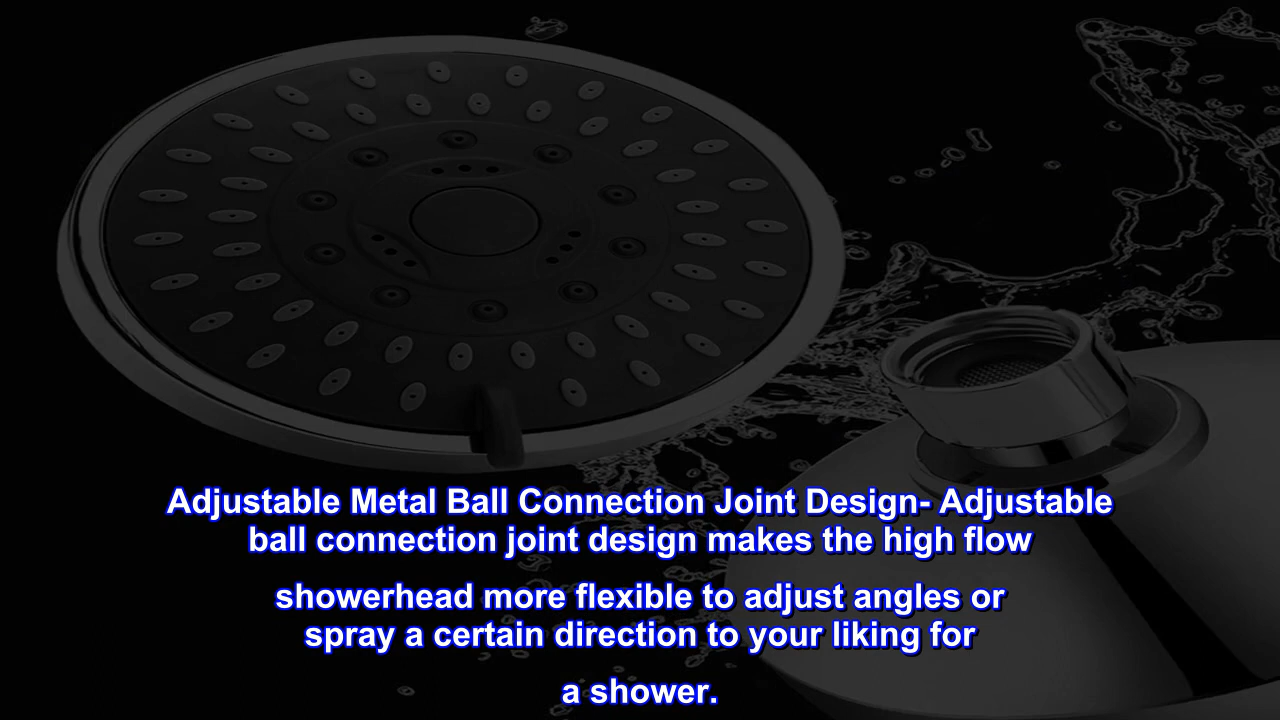 Adjustable Metal Ball Connection Joint Design- Adjustable
ball connection joint design makes the high flow
showerhead more flexible to adjust angles or
spray a certain direction to your liking for
a shower.